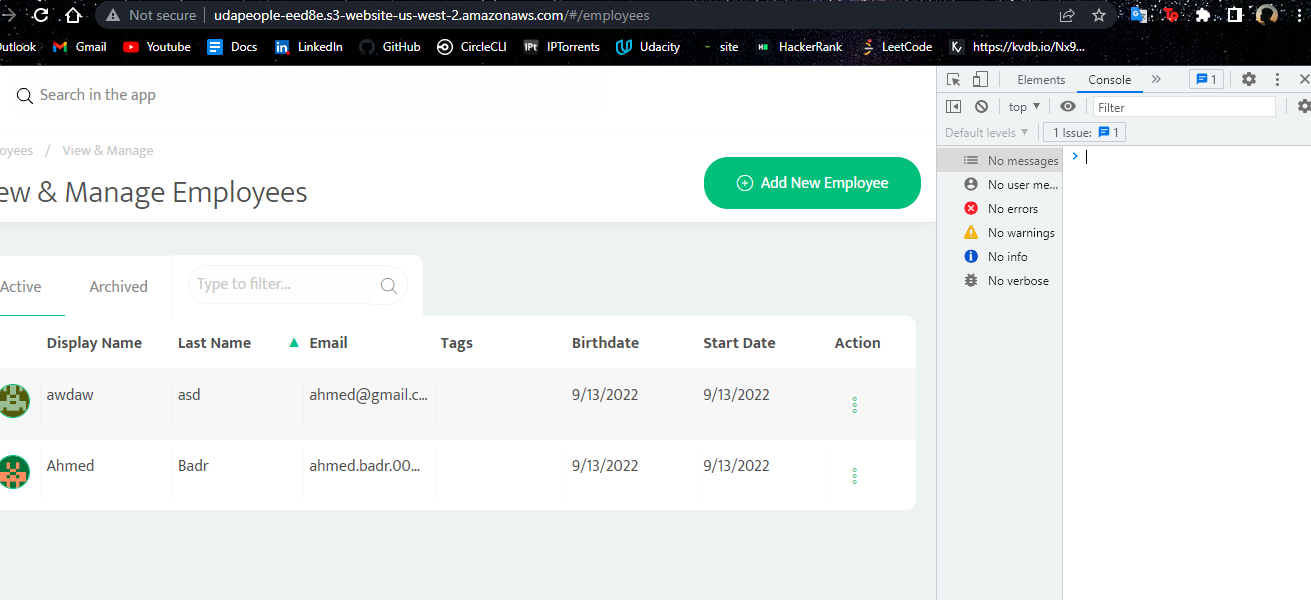 Not secure | udapeople-eed8e.s3-website-us-west-2.amazonaws.com/#/employees
utlook Gmail Youtube Docs LinkedIn GitHub CircleCLI IPTorrents Udacity site HackerRank LeetCode https://kvdb.io/Nx9...
Search in the app
oyees / View & Manage
ew & Manage Employees
Add New Employee
Active Archived Type to filter...
Display Name Last Name Email Tags Birthdate Start Date Action
awdaw asd ahmed@gmail.c... 9/13/2022 9/13/2022
Ahmed Badr ahmed.badr.00... 9/13/2022 9/13/2022
Elements Console » 1
top Filter
Default levels 1 Issue: 1
No messages
No user me...
No errors
No warnings
No info
No verbose